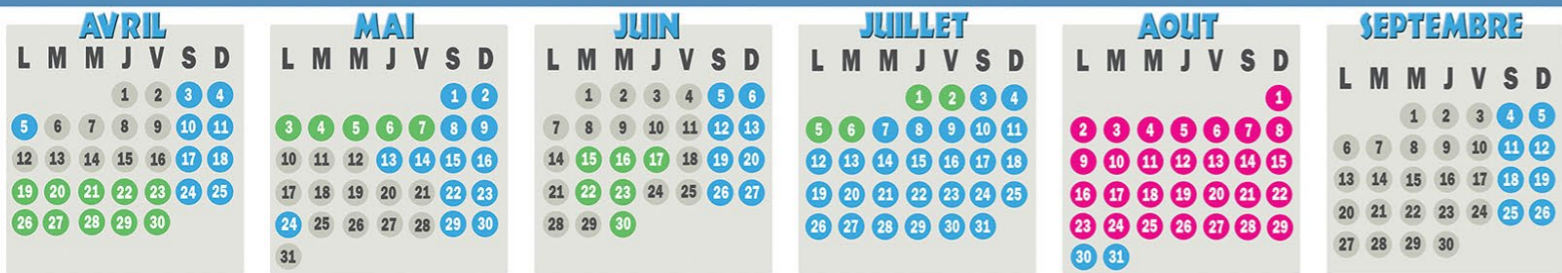 AVRIL
L M M J V S D
1 2 3 4
5 6 7 8 9 10 11
12 13 14 15 16 17 18
19 20 21 22 23 24 25
26 27 28 29 30
MAI
L M M J V S D
1 2
3 4 5 6 7 8 9
10 11 12 13 14 15 16
17 18 19 20 21 22 23
24 25 26 27 28 29 30
31
JUIN
L M M J V S D
1 2 3 4 5 6
7 8 9 10 11 12 13
14 15 16 17 18 19 20
21 22 23 24 25 26 27
28 29 30
JUILLET
L M M J V S D
1 2 3 4
5 6 7 8 9 10 11
12 13 14 15 16 17 18
19 20 21 22 23 24 25
26 27 28 29 30 31
AOUT
L M M J V S D
1
2 3 4 5 6 7 8
9 10 11 12 13 14 15
16 17 18 19 20 21 22
23 24 25 26 27 28 29
30 31
SEPTEMBRE
L M M J V S D
1 2 3 4 5
6 7 8 9 10 11 12
13 14 15 16 17 18 19
20 21 22 23 24 25 26
27 28 29 30